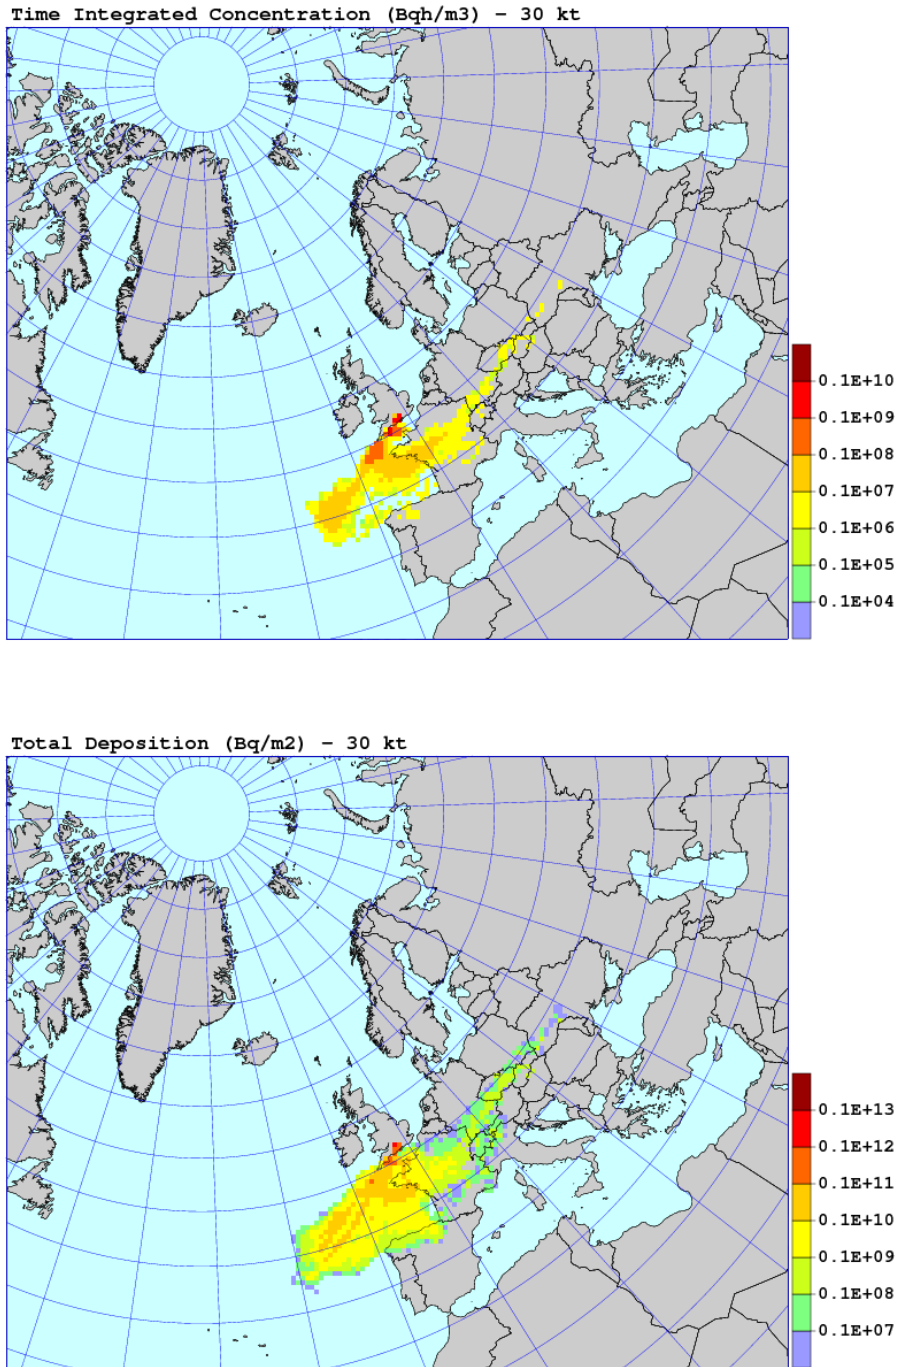 Time Integrated Concentration (Bqh/m3) – 30 kt
0.1E+10
0.1E+09
0.1E+08
0.1E+07
0.1E+06
0.1E+05
0.1E+04
Total Deposition (Bq/m2) – 30 kt
0.1E+13
0.1E+12
0.1E+11
0.1E+10
0.1E+09
0.1E+08
0.1E+07